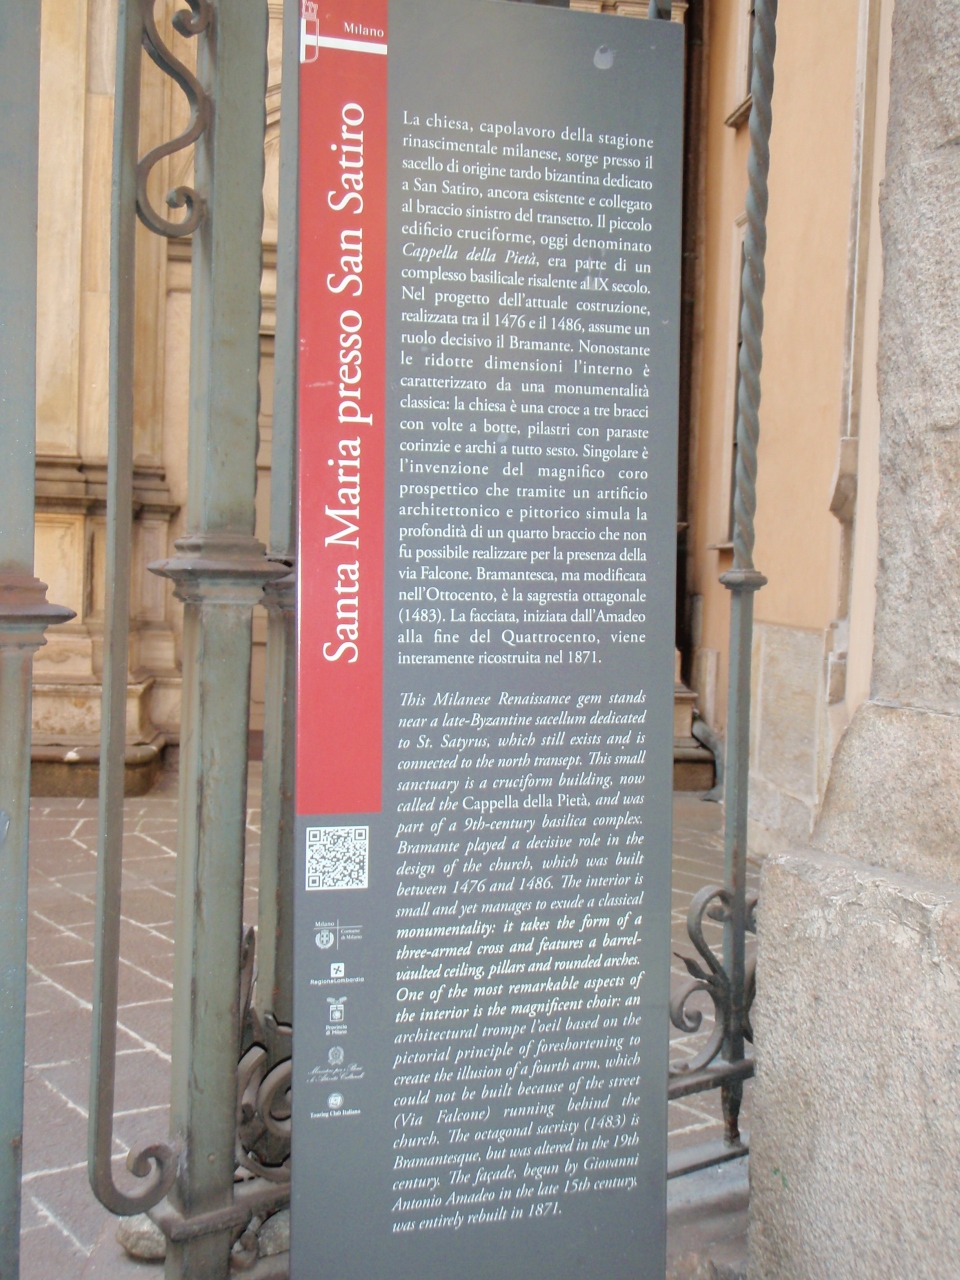 Milano
Santa Maria presso San Satiro
La chiesa, capolavoro della stagione
rinascimentale milanese, sorge presso il
sacello di origine tardo bizantina dedicato
a San Satiro, ancora esistente e collegato
al braccio sinistro del transetto. Il piccolo
edificio cruciforme, oggi denominato
Cappella della Pietà, era parte di un
complesso basilicale risalente al IX secolo.
Nel progetto dell'attuale costruzione,
realizzata tra il 1476 e il 1486, assume un
ruolo decisivo il Bramante. Nonostante
le ridotte dimensioni l'interno è
caratterizzato da una monumentalità
classica: la chiesa è una croce a tre bracci
con volte a botte, pilastri con paraste
corinzie e archi a tutto sesto. Singolare è
l'invenzione del magnifico coro
prospettico che tramite un artificio
architettonico e pittorico simula la
profondità di un quarto braccio che non
fu possibile realizzare per la presenza della
via Falcone. Bramantesca, ma modificata
nell'Ottocento, è la sagrestia ottagonale
(1483). La facciata, iniziata dall'Amadeo
alla fine del Quattrocento, viene
interamente ricostruita nel 1871.
This Milanese Renaissance gem stands
near a late-Byzantine sacellum dedicated
to St. Satyrus, which still exists and is
connected to the north transept. This small
sanctuary is a cruciform building, now
called the Cappella della Pietà, and was
part of a 9th-century basilica complex.
Bramante played a decisive role in the
design of the church, which was built
between 1476 and 1486. The interior is
small and yet manages to exude a classical
monumentality: it takes the form of a
three-armed cross and features a barrel-
vaulted ceiling, pillars and rounded arches.
One of the most remarkable aspects of
the interior is the magnificent choir: an
architectural trompe l'oeil based on the
pictorial principle of foreshortening to
create the illusion of a fourth arm, which
could not be built because of the street
(Via Falcone) running behind the
church. The octagonal sacristy (1483) is
Bramantesque, but was altered in the 19th
century. The façade, begun by Giovanni
Antonio Amadeo in the late 15th century,
was entirely rebuilt in 1871.
Milano
Comune
di Milano
RegioneLombardia
Provincia
di Milano
Touring Club Italiano